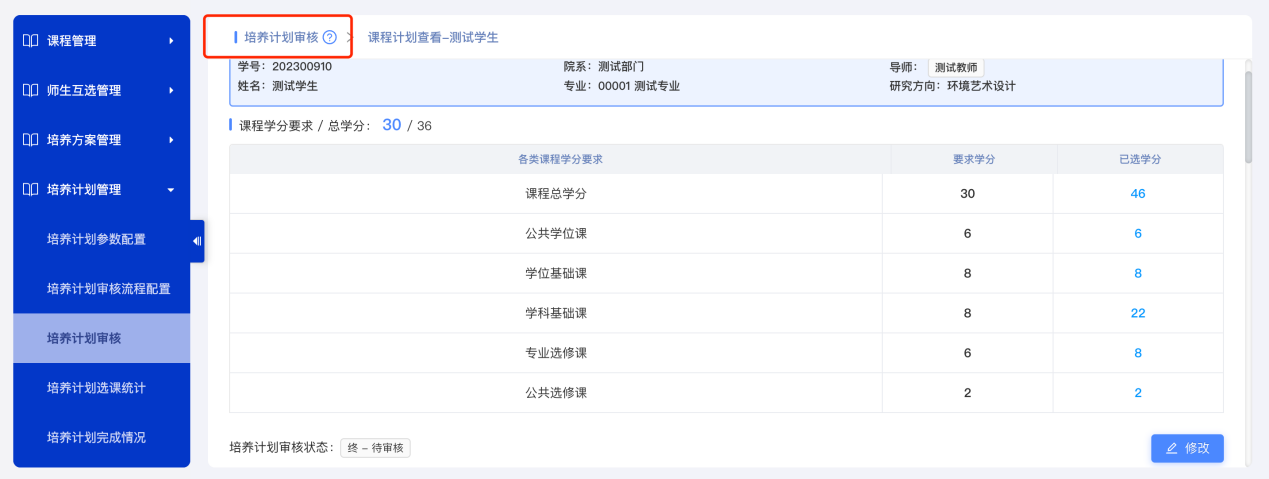 课程管理
师生互选管理
培养方案管理
培养计划管理
培养计划参数配置
培养计划审核流程配置
培养计划审核
培养计划选课统计
培养计划完成情况
培养计划审核 ? > 课程计划查看–测试学生
学号：202300910 院系：测试部门 导师：测试教师
姓名：测试学生 专业：00001 测试专业 研究方向：环境艺术设计
课程学分要求 / 总学分：30 / 36
各类课程学分要求 要求学分 已选学分
课程总学分 30 46
公共学位课 6 6
学位基础课 8 8
学科基础课 8 22
专业选修课 6 8
公共选修课 2 2
培养计划审核状态：终 – 待审核 修改